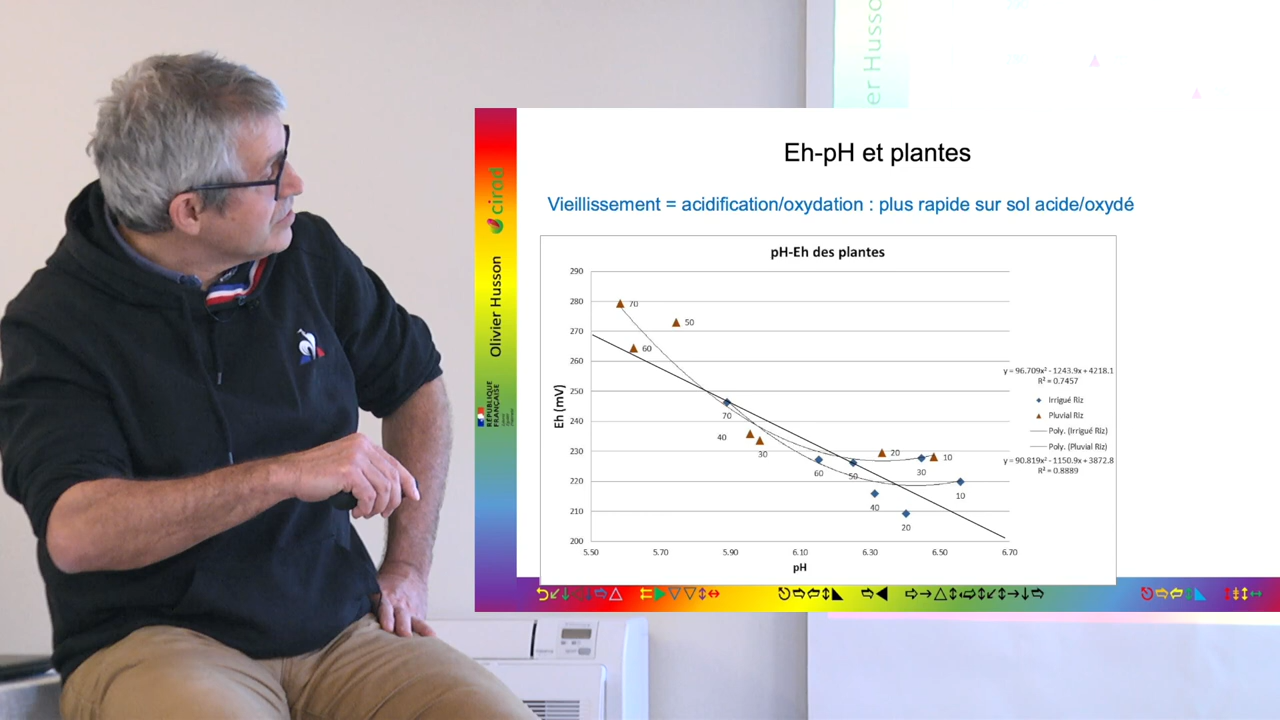 er Husso
Eh-pH et plantes
Vieillissement = acidification/oxydation : plus rapide sur sol acide/oxydé
cirad
Olivier Husson
RÉPUBLIQUE
FRANÇAISE
pH-Eh des plantes
Eh (mV)
290
280
270
260
250
240
230
220
210
200
5.50 5.70 5.90 6.10 6.30 6.50 6.70
pH
70
50
60
70
40
30
20
10
60
50
30
40
20
10
y = 96.709x² - 1243.9x + 4218.1
R² = 0.7457
Irrigué Riz
Pluvial Riz
Poly. (Irrigué Riz)
Poly. (Pluvial Riz)
y = 90.819x² - 1150.9x + 3872.8
R² = 0.8889